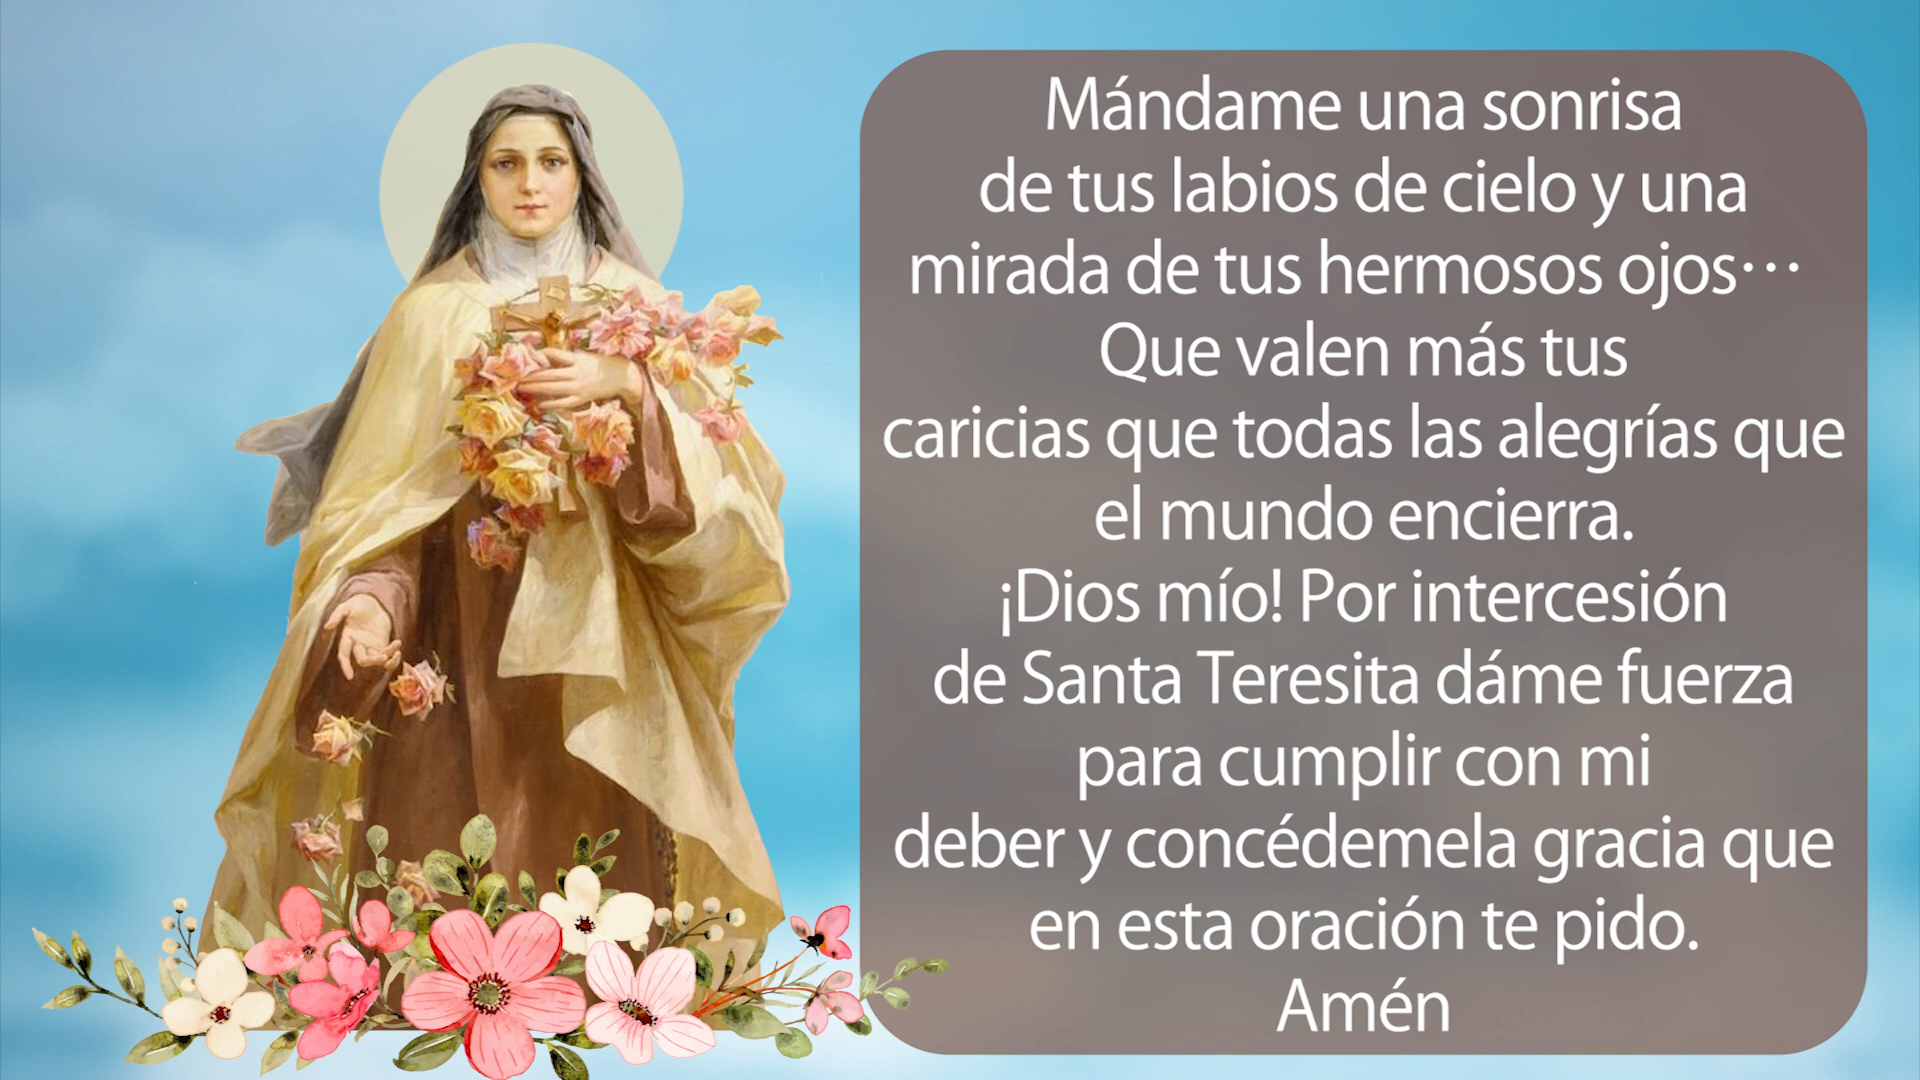 Mándame una sonrisa
de tus labios de cielo y una
mirada de tus hermosos ojos···
Que valen más tus
caricias que todas las alegrías que
el mundo encierra.
¡Dios mío! Por intercesión
de Santa Teresita dáme fuerza
para cumplir con mi
deber y concédemela gracia que
en esta oración te pido.
Amén